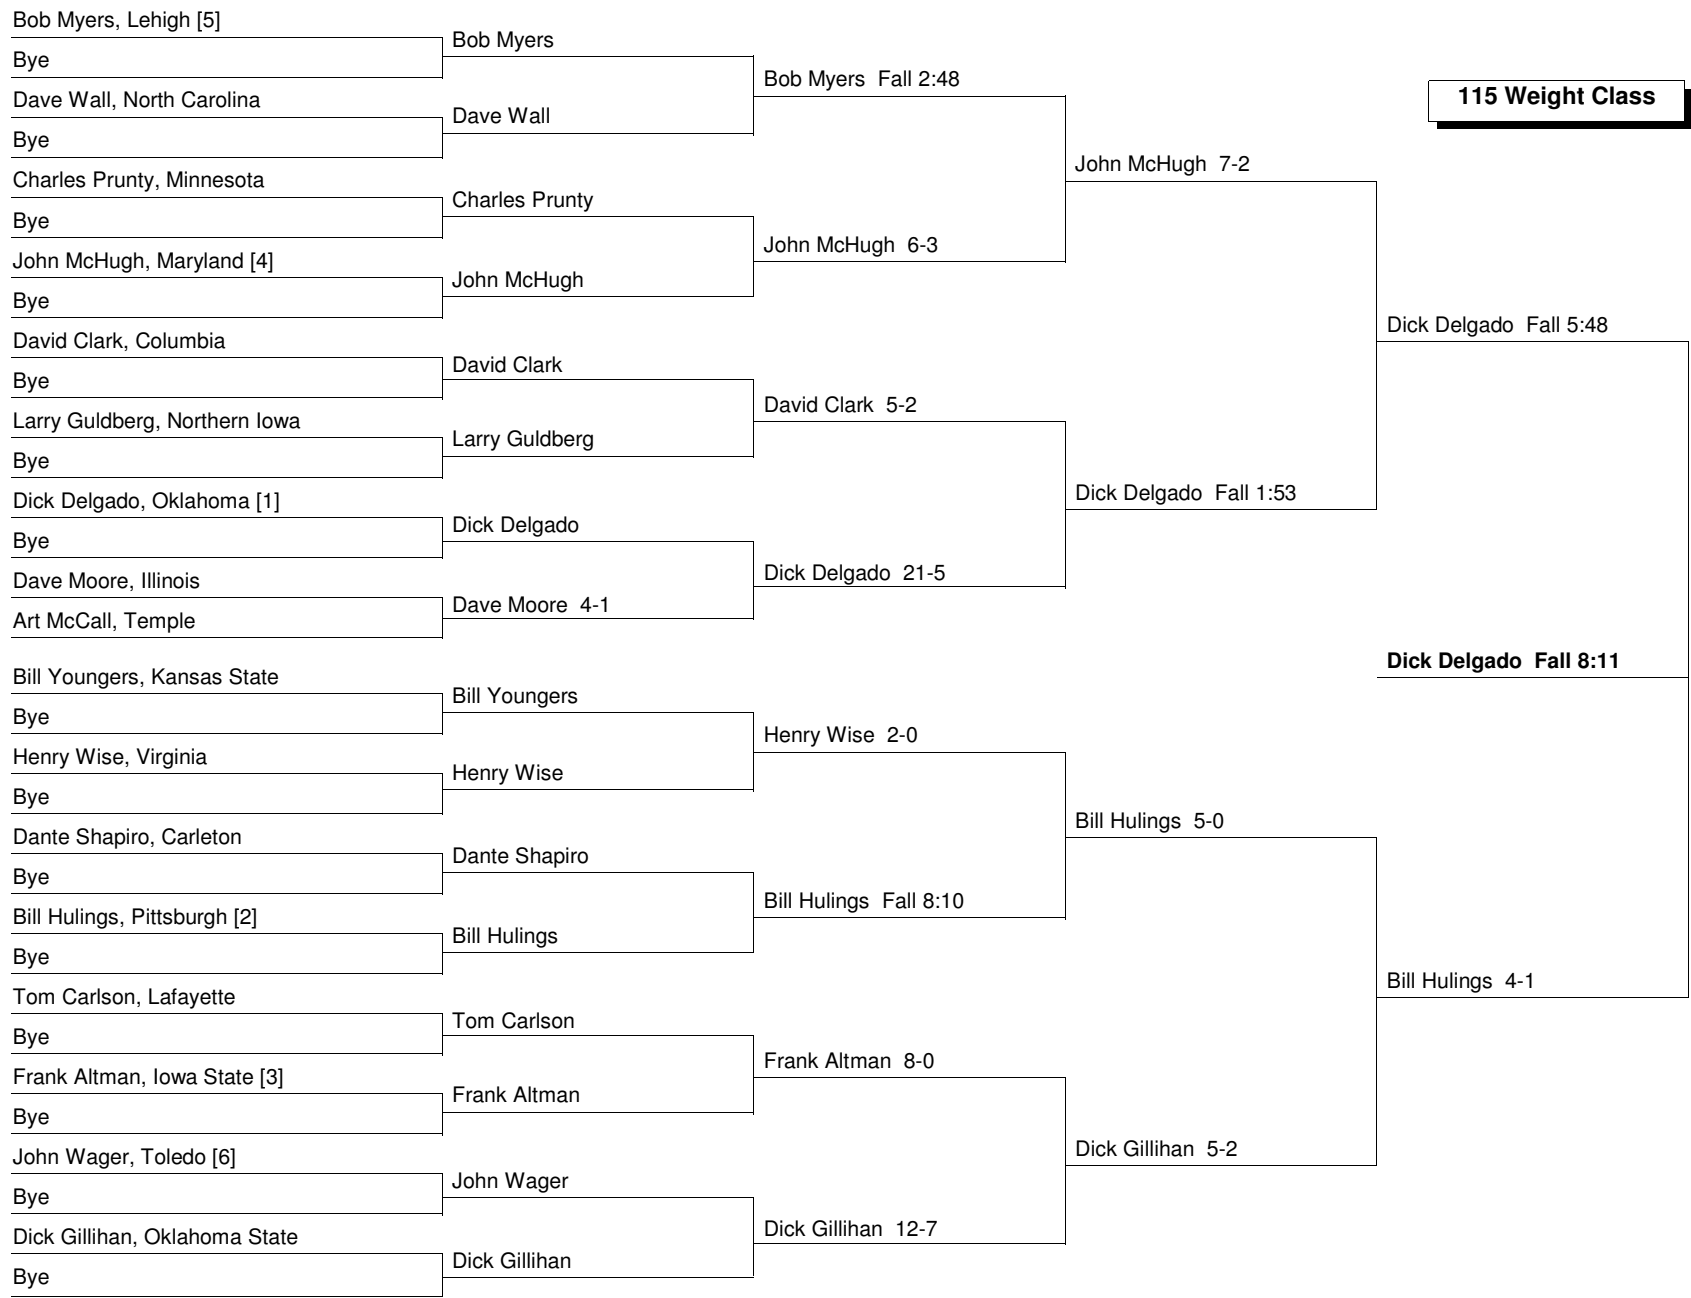 115 Weight Class
Bob Myers, Lehigh [5]
Bye
Dave Wall, North Carolina
Bye
Charles Prunty, Minnesota
Bye
John McHugh, Maryland [4]
Bye
David Clark, Columbia
Bye
Larry Guldberg, Northern Iowa
Bye
Dick Delgado, Oklahoma [1]
Bye
Dave Moore, Illinois
Art McCall, Temple
Bill Youngers, Kansas State
Bye
Henry Wise, Virginia
Bye
Dante Shapiro, Carleton
Bye
Bill Hulings, Pittsburgh [2]
Bye
Tom Carlson, Lafayette
Bye
Frank Altman, Iowa State [3]
Bye
John Wager, Toledo [6]
Bye
Dick Gillihan, Oklahoma State
Bye
Bob Myers
Dave Wall
Charles Prunty
John McHugh
David Clark
Larry Guldberg
Dick Delgado
Dave Moore 4-1
Bill Youngers
Henry Wise
Dante Shapiro
Bill Hulings
Tom Carlson
Frank Altman
John Wager
Dick Gillihan
Bob Myers Fall 2:48
John McHugh 6-3
David Clark 5-2
Dick Delgado 21-5
Henry Wise 2-0
Bill Hulings Fall 8:10
Frank Altman 8-0
Dick Gillihan 12-7
John McHugh 7-2
Dick Delgado Fall 1:53
Bill Hulings 5-0
Dick Gillihan 5-2
Dick Delgado Fall 5:48
Bill Hulings 4-1
Dick Delgado Fall 8:11